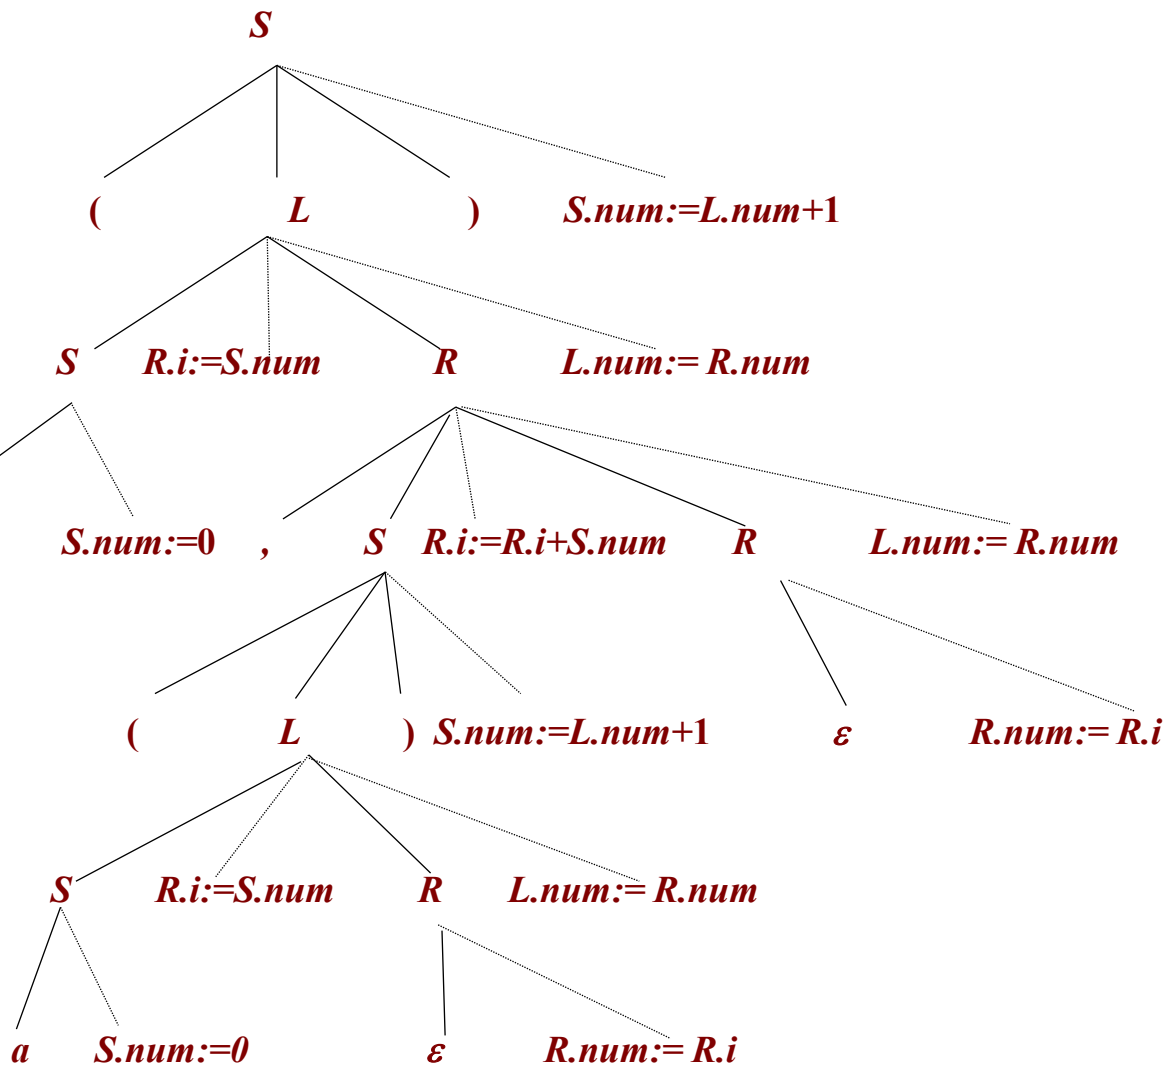 S
( L ) S.num:=L.num+1
S R.i:=S.num R L.num:= R.num
S.num:=0 , S R.i:=R.i+S.num R L.num:= R.num
( L ) S.num:=L.num+1 ε R.num:= R.i
S R.i:=S.num R L.num:= R.num
a S.num:=0 ε R.num:= R.i